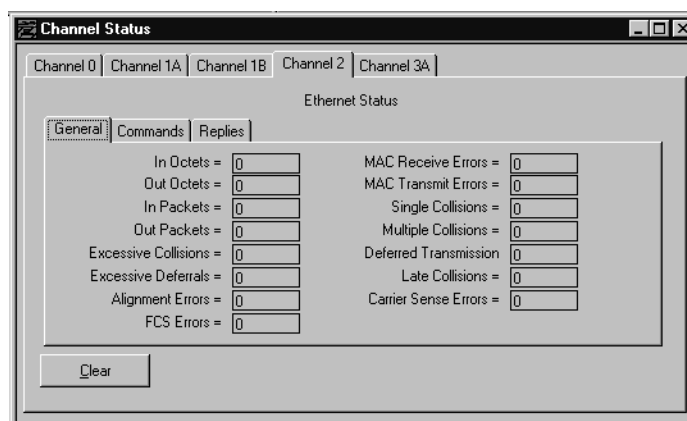 Channel Status
Channel 0 Channel 1A Channel 1B Channel 2 Channel 3A
Ethernet Status
General Commands Replies
In Octets = 0 MAC Receive Errors = 0
Out Octets = 0 MAC Transmit Errors = 0
In Packets = 0 Single Collisions = 0
Out Packets = 0 Multiple Collisions = 0
Excessive Collisions = 0 Deferred Transmission 0
Excessive Deferrals = 0 Late Collisions = 0
Alignment Errors = 0 Carrier Sense Errors = 0
FCS Errors = 0
Clear